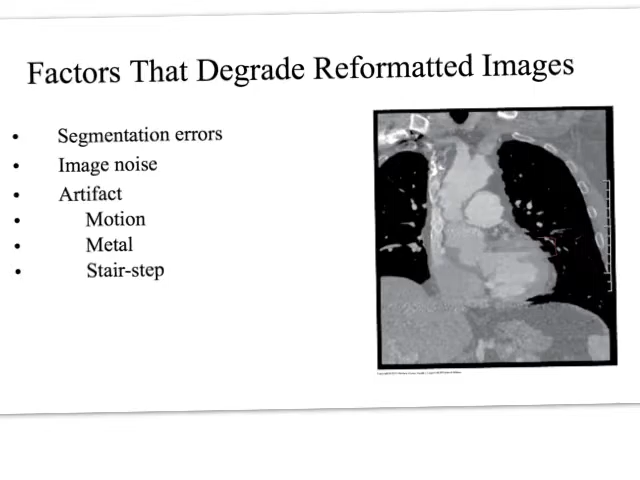 Factors That Degrade Reformatted Images
• Segmentation errors
• Image noise
• Artifact
• Motion
• Metal
• Stair-step